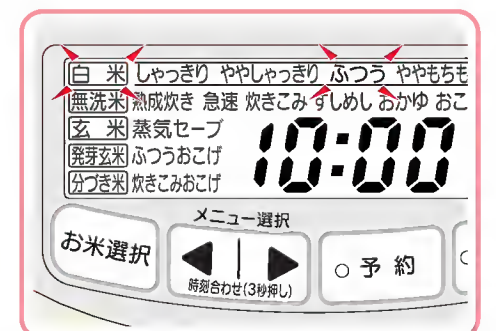 白米 しゃっきり ややしゃっきり ふつう ややもちも
無洗米 熟成炊き 急速 炊きこみ すしめし おかゆ おこ
玄米 蒸気セーブ
発芽玄米 ふつうおこげ
分づき米 炊きこみおこげ
10:00
メニュー選択
お米選択
時刻合わせ(3秒押し)
予約